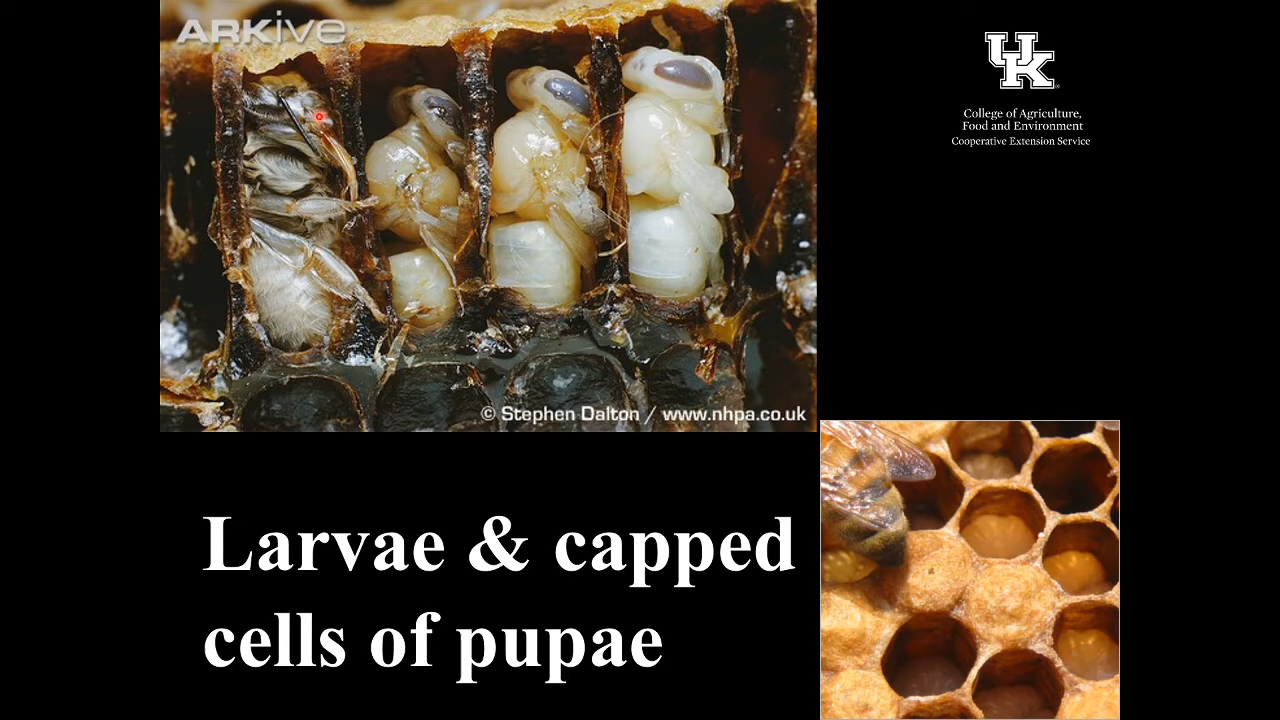 ARKive
UK
College of Agriculture,
Food and Environment
Cooperative Extension Service
© Stephen Dalton / www.nhpa.co.uk
Larvae & capped
cells of pupae